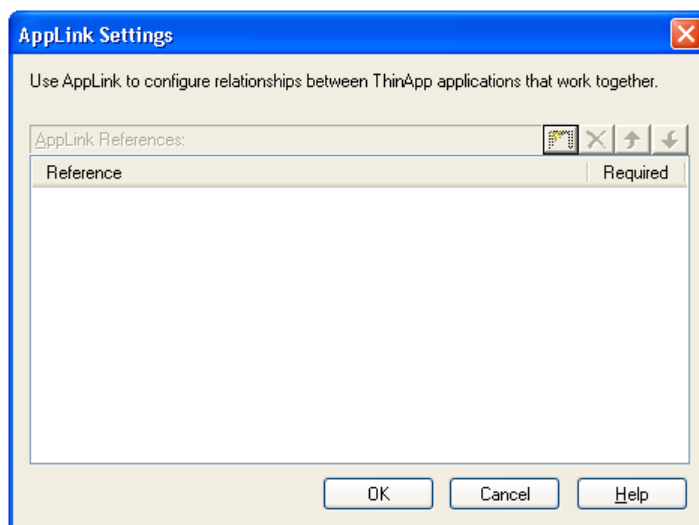 AppLink Settings
Use AppLink to configure relationships between ThinApp applications that work together.
AppLink References:
Reference Required
OK Cancel Help